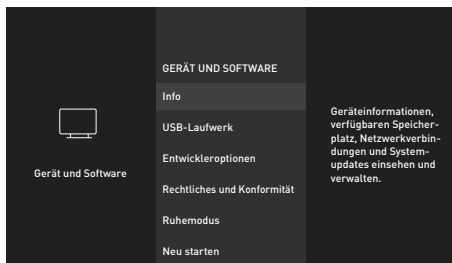 Gerät und Software
GERÄT UND SOFTWARE
Info
USB-Laufwerk
Entwickleroptionen
Rechtliches und Konformität
Ruhemodus
Neu starten
Geräteinformationen,
verfügbaren Speicher-
platz, Netzwerkverbin-
dungen und System-
updates einsehen und
verwalten.